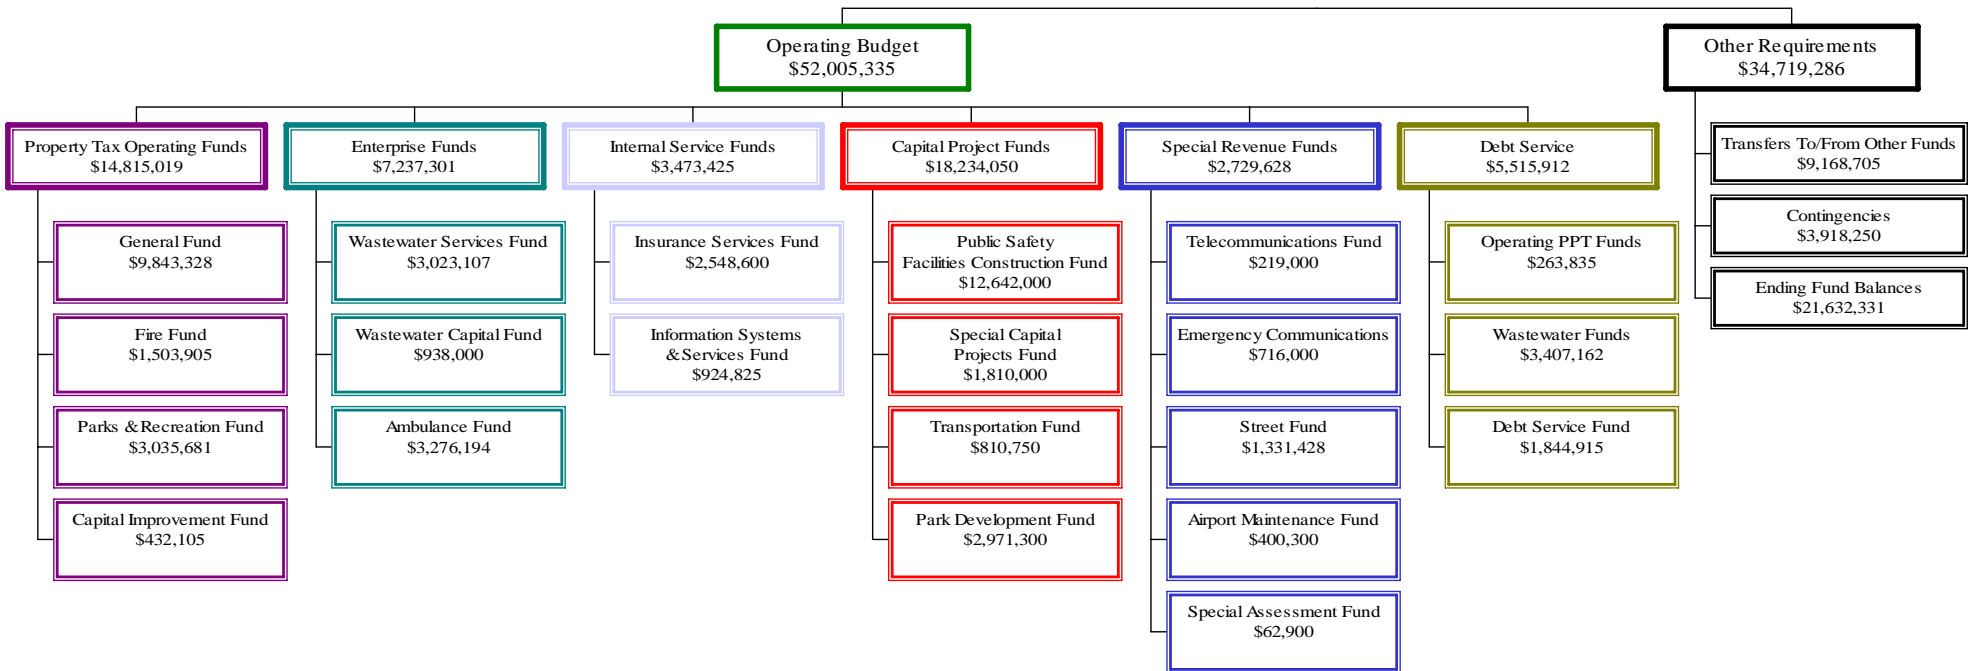 Operating Budget
$52,005,335
Other Requirements
$34,719,286
Property Tax Operating Funds
$14,815,019
Enterprise Funds
$7,237,301
Internal Service Funds
$3,473,425
Capital Project Funds
$18,234,050
Special Revenue Funds
$2,729,628
Debt Service
$5,515,912
Transfers To/From Other Funds
$9,168,705
Contingencies
$3,918,250
Ending Fund Balances
$21,632,331
General Fund
$9,843,328
Fire Fund
$1,503,905
Parks & Recreation Fund
$3,035,681
Capital Improvement Fund
$432,105
Wastewater Services Fund
$3,023,107
Wastewater Capital Fund
$938,000
Ambulance Fund
$3,276,194
Insurance Services Fund
$2,548,600
Information Systems
& Services Fund
$924,825
Public Safety
Facilities Construction Fund
$12,642,000
Special Capital
Projects Fund
$1,810,000
Transportation Fund
$810,750
Park Development Fund
$2,971,300
Telecommunications Fund
$219,000
Emergency Communications
$716,000
Street Fund
$1,331,428
Airport Maintenance Fund
$400,300
Special Assessment Fund
$62,900
Operating PPT Funds
$263,835
Wastewater Funds
$3,407,162
Debt Service Fund
$1,844,915